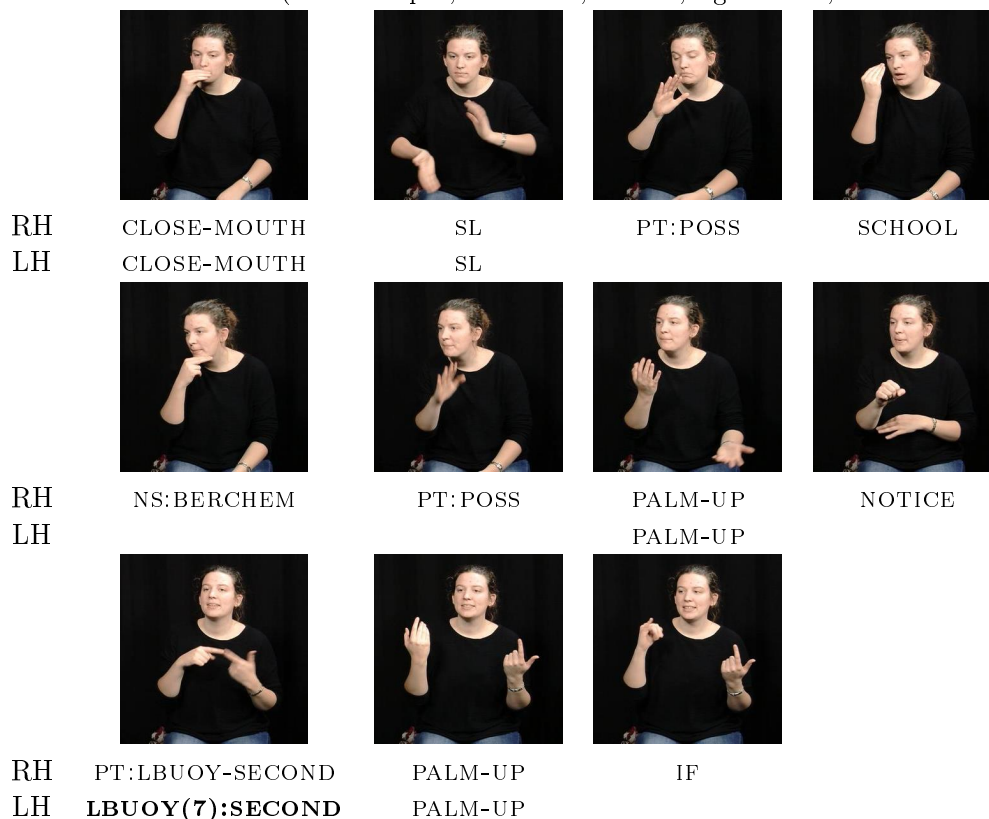 RH CLOSE-MOUTH SL PT:POSS SCHOOL
LH CLOSE-MOUTH SL
RH NS:BERCHEM PT:POSS PALM-UP NOTICE
LH PALM-UP
RH PT:LBUOY-SECOND PALM-UP IF
LH LBUOY(7):SECOND PALM-UP